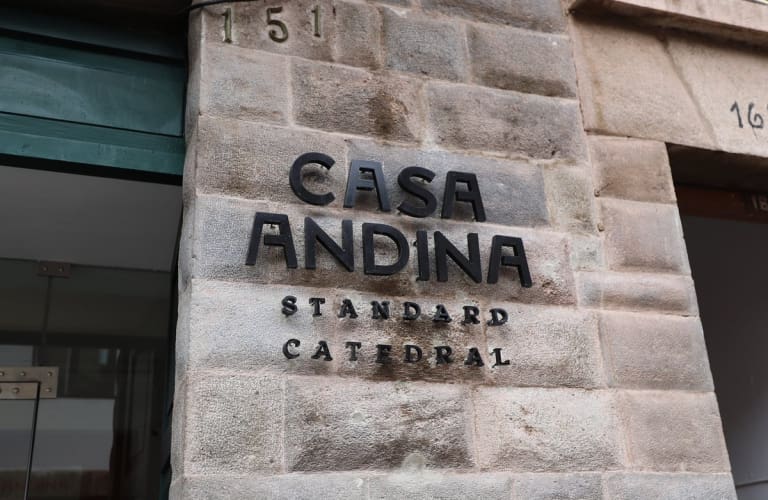 151
CASA
ANDINA
STANDARD
CATEDRAL